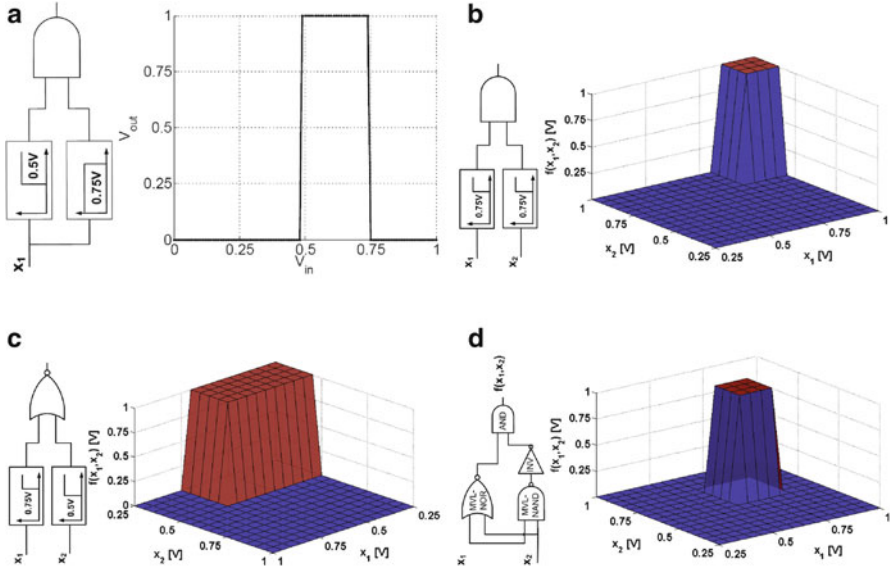 a
0.5V
0.75V
x₁
V_out
1
0.75
0.5
0.25
0
0 0.25 0.5 0.75 1
V_in
b
0.75V
0.75V
x₁ x₂
f(x₁,x₂) [V]
1
0.75
0.5
0.25
1
0.75
0.5
0.25
x₂ [V]
0.25
0.5
0.75
1
x₁ [V]
c
0.75V
0.5V
x₁ x₂
f(x₁,x₂) [V]
1
0.75
0.5
0.25
0
0.25
0.5
0.75
1
x₂ [V]
1
0.75
0.5
0.25
x₁ [V]
d
f(x₁,x₂)
AND
INV
MVL-
NOR
MVL-
NAND
x₁ x₂
f(x₁,x₂) [V]
1
0.75
0.5
0.25
1
0.75
0.5
0.25
x₂ [V]
0.25
0.5
0.75
1
x₁ [V]